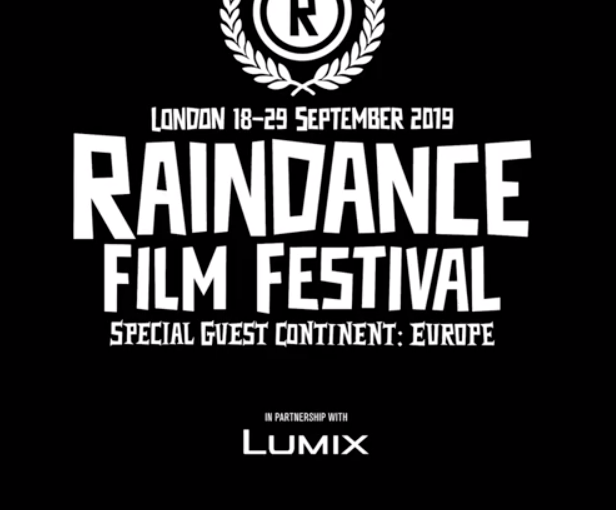 R
LONDON 18–29 SEPTEMBER 2019
RAINDANCE
FILM FESTIVAL
SPECIAL GUEST CONTINENT: EUROPE
IN PARTNERSHIP WITH
LUMIX